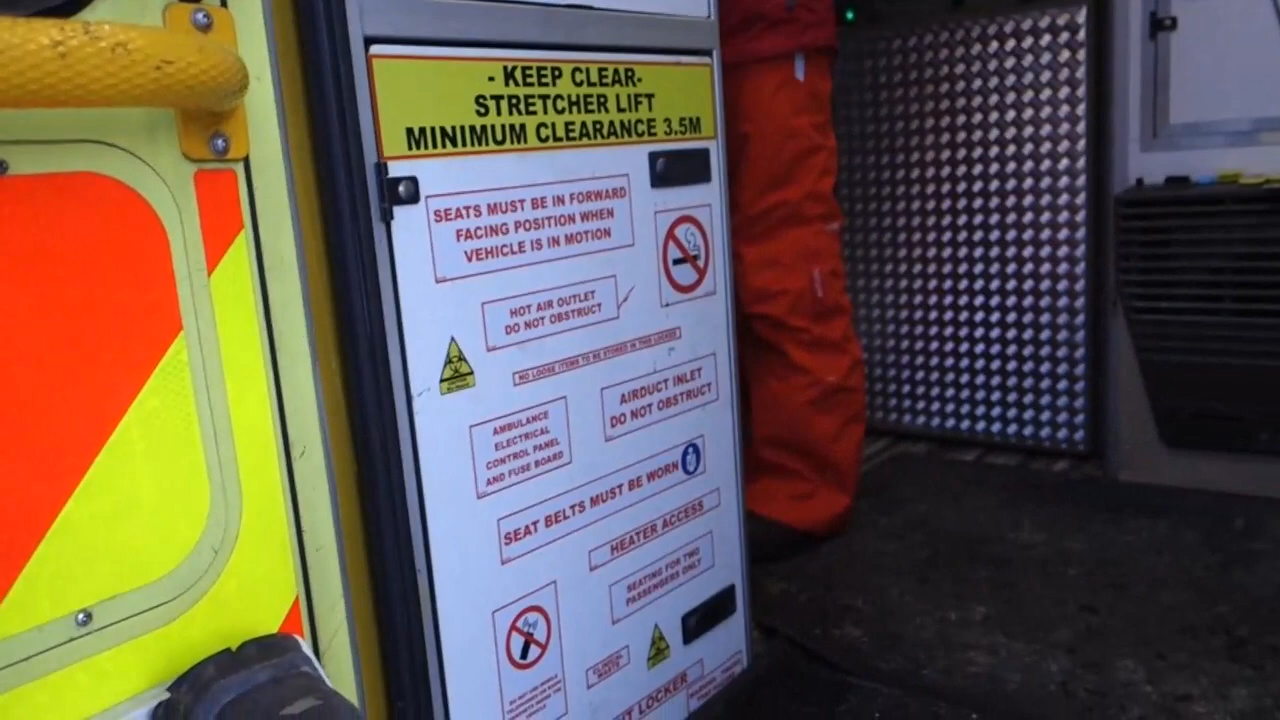 - KEEP CLEAR-
STRETCHER LIFT
MINIMUM CLEARANCE 3.5M
SEATS MUST BE IN FORWARD
FACING POSITION WHEN
VEHICLE IS IN MOTION
HOT AIR OUTLET
DO NOT OBSTRUCT
NO LOOSE ITEMS TO BE STORED IN THIS LOCKER
AIRDUCT INLET
DO NOT OBSTRUCT
AMBULANCE
ELECTRICAL
CONTROL PANEL
AND FUSE BOARD
SEAT BELTS MUST BE WORN
HEATER ACCESS
SEATING FOR TWO
PASSENGERS ONLY
CLINICAL
WASTE
LOCKER